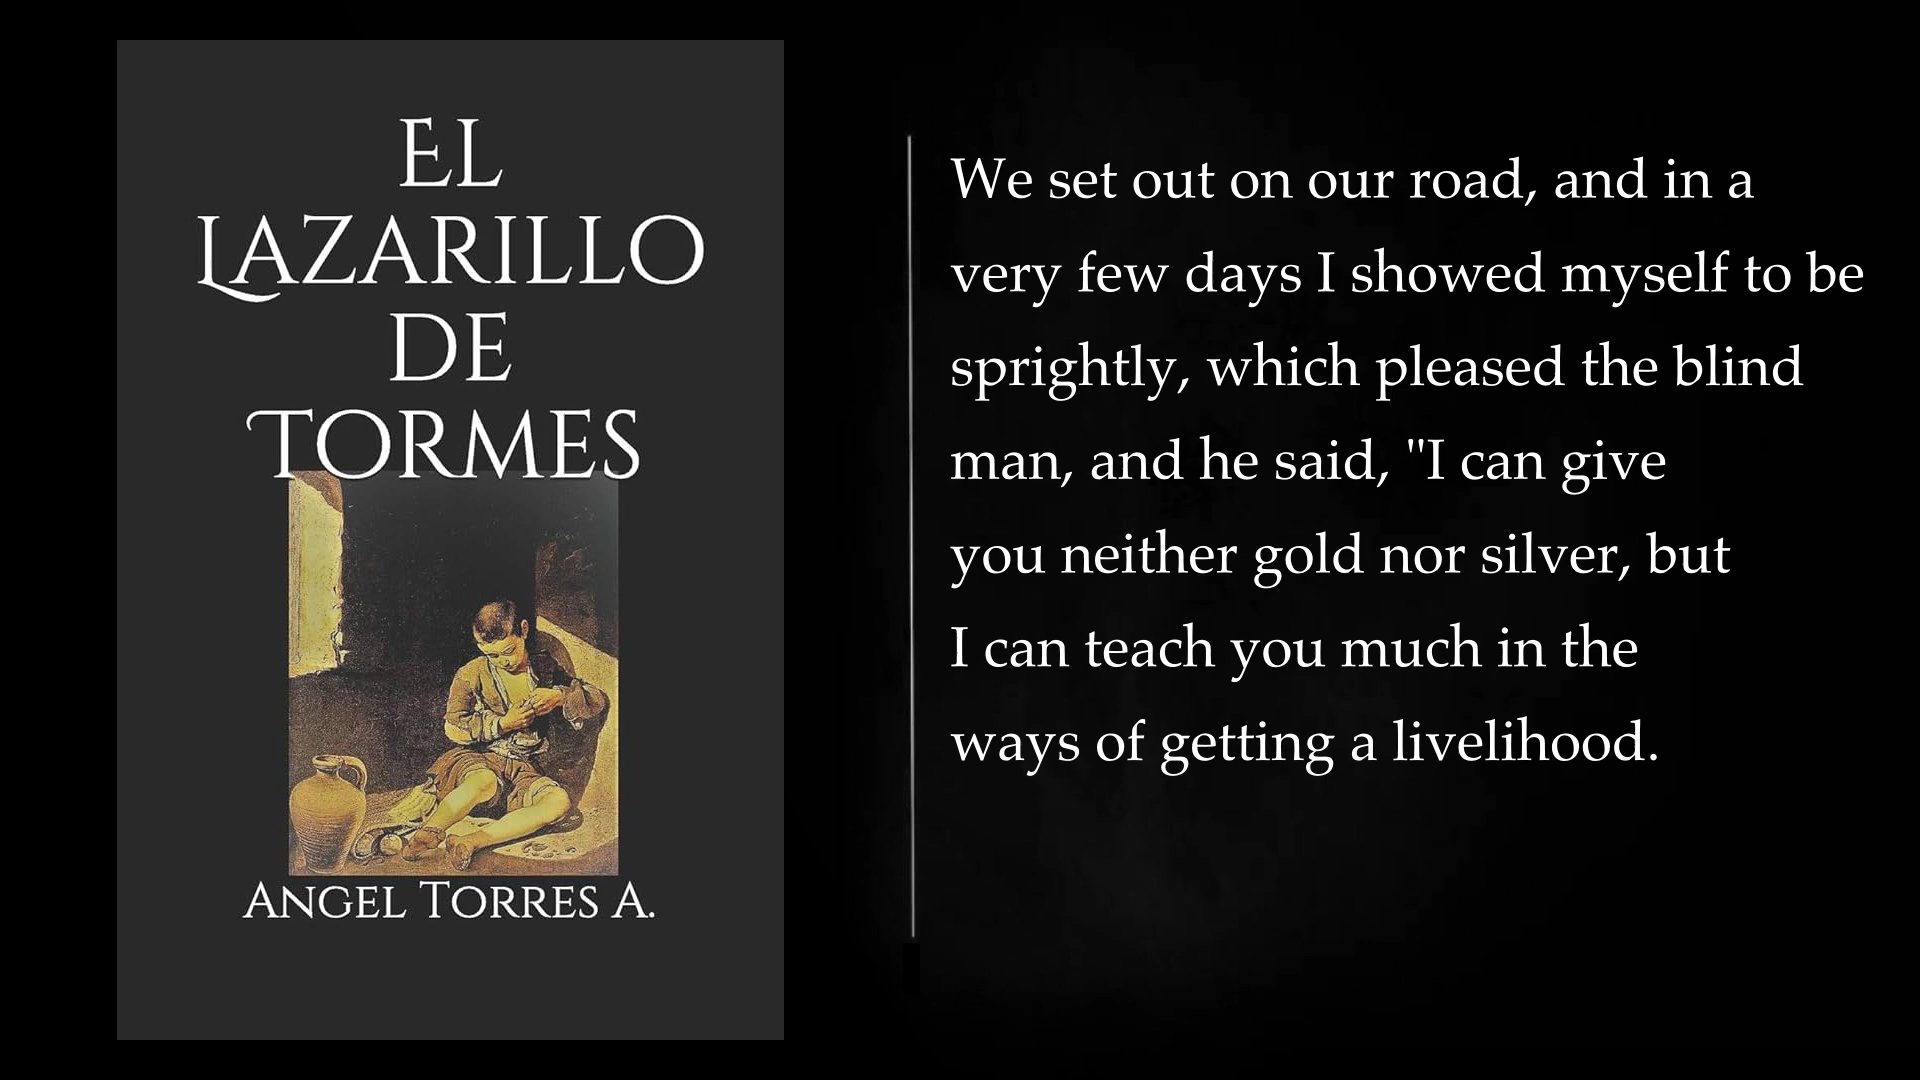 EL
LAZARILLO
DE
TORMES
ANGEL TORRES A.
We set out on our road, and in a
very few days I showed myself to be
sprightly, which pleased the blind
man, and he said, "I can give
you neither gold nor silver, but
I can teach you much in the
ways of getting a livelihood.